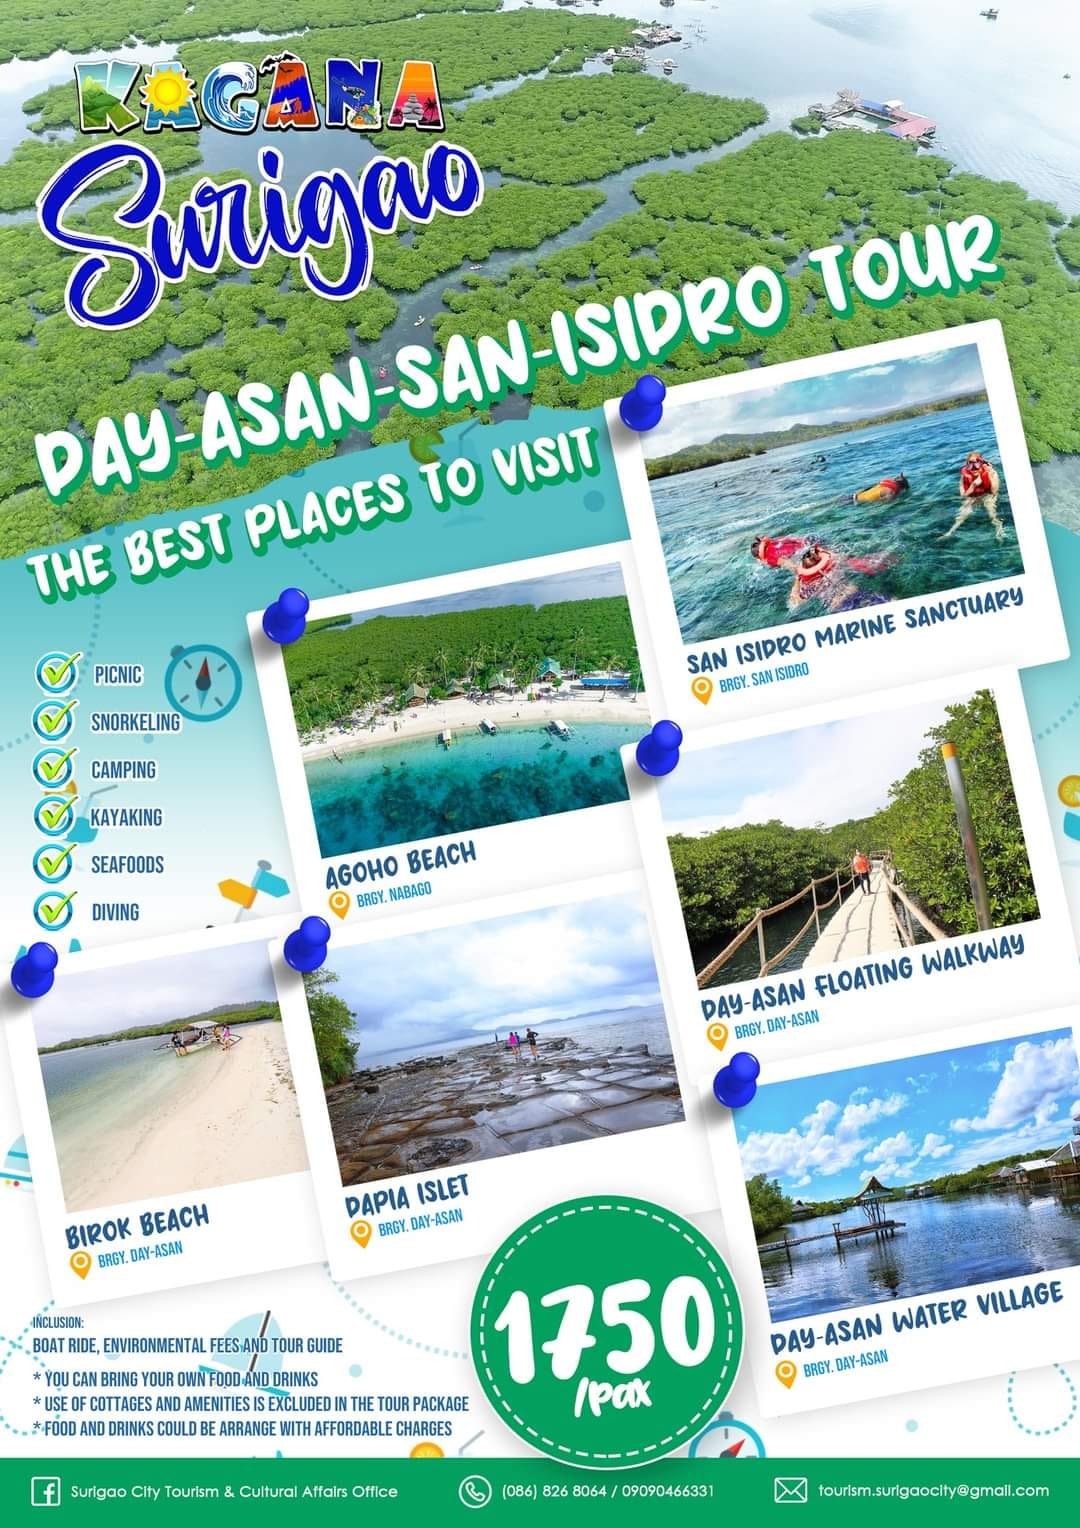 KAGANA
Surigao
DAY-ASAN-SAN-ISIDRO TOUR
THE BEST PLACES TO VISIT
PICNIC
SNORKELING
CAMPING
KAYAKING
SEAFOODS
DIVING
SAN ISIDRO MARINE SANCTUARY
BRGY. SAN ISIDRO
AGOHO BEACH
BRGY. NABAGO
DAY-ASAN FLOATING WALKWAY
BRGY. DAY-ASAN
BIROK BEACH
BRGY. DAY-ASAN
DAPIA ISLET
BRGY. DAY-ASAN
DAY-ASAN WATER VILLAGE
BRGY. DAY-ASAN
1750
/pax
INCLUSION:
BOAT RIDE, ENVIRONMENTAL FEES AND TOUR GUIDE
* YOU CAN BRING YOUR OWN FOOD AND DRINKS
* USE OF COTTAGES AND AMENITIES IS EXCLUDED IN THE TOUR PACKAGE
* FOOD AND DRINKS COULD BE ARRANGE WITH AFFORDABLE CHARGES
Surigao City Tourism & Cultural Affairs Office
(086) 826 8064 / 09090466331
tourism.surigaocity@gmail.com